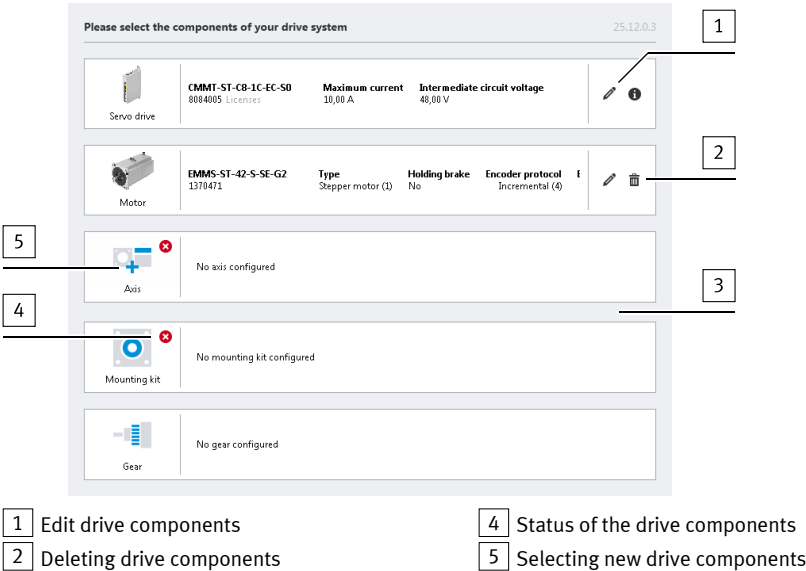 Please select the components of your drive system 25.12.0.3
1
CMMT-ST-C8-1C-EC-S0 Maximum current Intermediate circuit voltage
8084005 Licenses 10,00 A 48,00 V
Servo drive
2
EMMS-ST-42-S-SE-G2 Type Holding brake Encoder protocol E
1370471 Stepper motor (1) No Incremental (4)
Motor
5
No axis configured
Axis
3
4
No mounting kit configured
Mounting kit
No gear configured
Gear
1 Edit drive components
2 Deleting drive components
4 Status of the drive components
5 Selecting new drive components